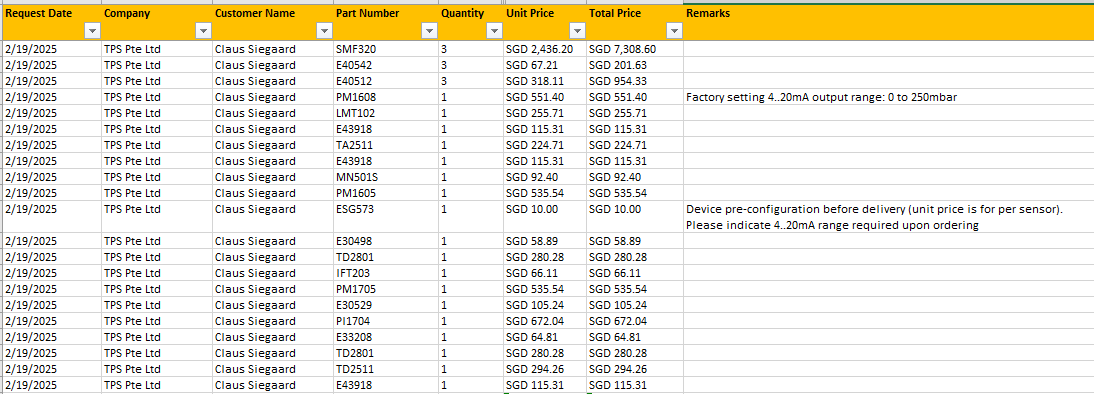 Request Date Company Customer Name Part Number Quantity Unit Price Total Price Remarks
2/19/2025 TPS Pte Ltd Claus Siegaard SMF320 3 SGD 2,436.20 SGD 7,308.60
2/19/2025 TPS Pte Ltd Claus Siegaard E40542 3 SGD 67.21 SGD 201.63
2/19/2025 TPS Pte Ltd Claus Siegaard E40512 3 SGD 318.11 SGD 954.33
2/19/2025 TPS Pte Ltd Claus Siegaard PM1608 1 SGD 551.40 SGD 551.40 Factory setting 4..20mA output range: 0 to 250mbar
2/19/2025 TPS Pte Ltd Claus Siegaard LMT102 1 SGD 255.71 SGD 255.71
2/19/2025 TPS Pte Ltd Claus Siegaard E43918 1 SGD 115.31 SGD 115.31
2/19/2025 TPS Pte Ltd Claus Siegaard TA2511 1 SGD 224.71 SGD 224.71
2/19/2025 TPS Pte Ltd Claus Siegaard E43918 1 SGD 115.31 SGD 115.31
2/19/2025 TPS Pte Ltd Claus Siegaard MN501S 1 SGD 92.40 SGD 92.40
2/19/2025 TPS Pte Ltd Claus Siegaard PM1605 1 SGD 535.54 SGD 535.54
2/19/2025 TPS Pte Ltd Claus Siegaard ESG573 1 SGD 10.00 SGD 10.00 Device pre-configuration before delivery (unit price is for per sensor).
Please indicate 4..20mA range required upon ordering
2/19/2025 TPS Pte Ltd Claus Siegaard E30498 1 SGD 58.89 SGD 58.89
2/19/2025 TPS Pte Ltd Claus Siegaard TD2801 1 SGD 280.28 SGD 280.28
2/19/2025 TPS Pte Ltd Claus Siegaard IFT203 1 SGD 66.11 SGD 66.11
2/19/2025 TPS Pte Ltd Claus Siegaard PM1705 1 SGD 535.54 SGD 535.54
2/19/2025 TPS Pte Ltd Claus Siegaard E30529 1 SGD 105.24 SGD 105.24
2/19/2025 TPS Pte Ltd Claus Siegaard PI1704 1 SGD 672.04 SGD 672.04
2/19/2025 TPS Pte Ltd Claus Siegaard E33208 1 SGD 64.81 SGD 64.81
2/19/2025 TPS Pte Ltd Claus Siegaard TD2801 1 SGD 280.28 SGD 280.28
2/19/2025 TPS Pte Ltd Claus Siegaard TD2511 1 SGD 294.26 SGD 294.26
2/19/2025 TPS Pte Ltd Claus Siegaard E43918 1 SGD 115.31 SGD 115.31